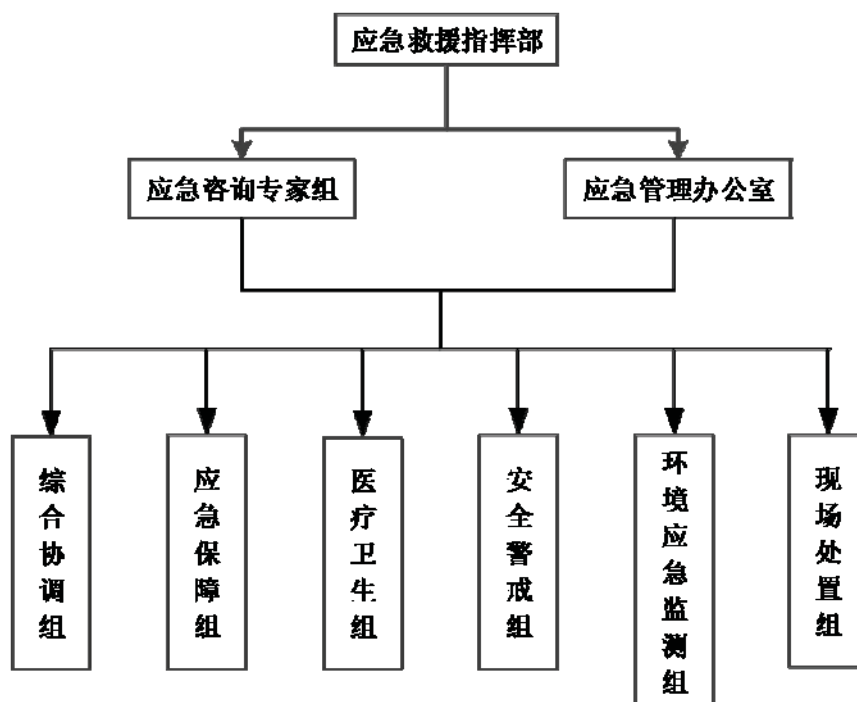 应急救援指挥部
应急咨询专家组
应急管理办公室
综合协调组
应急保障组
医疗卫生组
安全警戒组
环境应急监测组
现场处置组